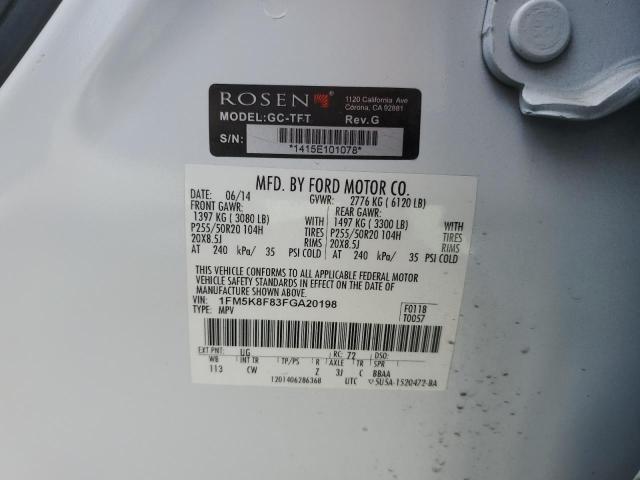 ROSEN
1120 California Ave
Corona, CA 92881
MODEL:GC-TFT Rev.G
S/N:
*1415E101078*
MFD. BY FORD MOTOR CO.
DATE: 06/14 GVWR: 2776 KG ( 6120 LB)
FRONT GAWR: REAR GAWR:
1397 KG ( 3080 LB) 1497 KG ( 3300 LB)
P255/50R20 104H TIRES P255/50R20 104H TIRES
20X8.5J RIMS 20X8.5J RIMS
AT 240 kPa/ 35 PSI COLD AT 240 kPa/ 35 PSI COLD
THIS VEHICLE CONFORMS TO ALL APPLICABLE FEDERAL MOTOR
VEHICLE SAFETY AND THEFT PREVENTION STANDARDS IN EFFECT ON THE DATE OF
MANUFACTURE SHOWN ABOVE.
VIN: 1FM5K8F83FGA20198
TYPE: MPV
F0118
T0057
EXT PNT: UG RC: 72 DSO:
WB INT TR TP/PS R AXLE TR SPR
113 CW Z 3J C BBAA
1201406286368 UTC ▽5USA-1520472-BA